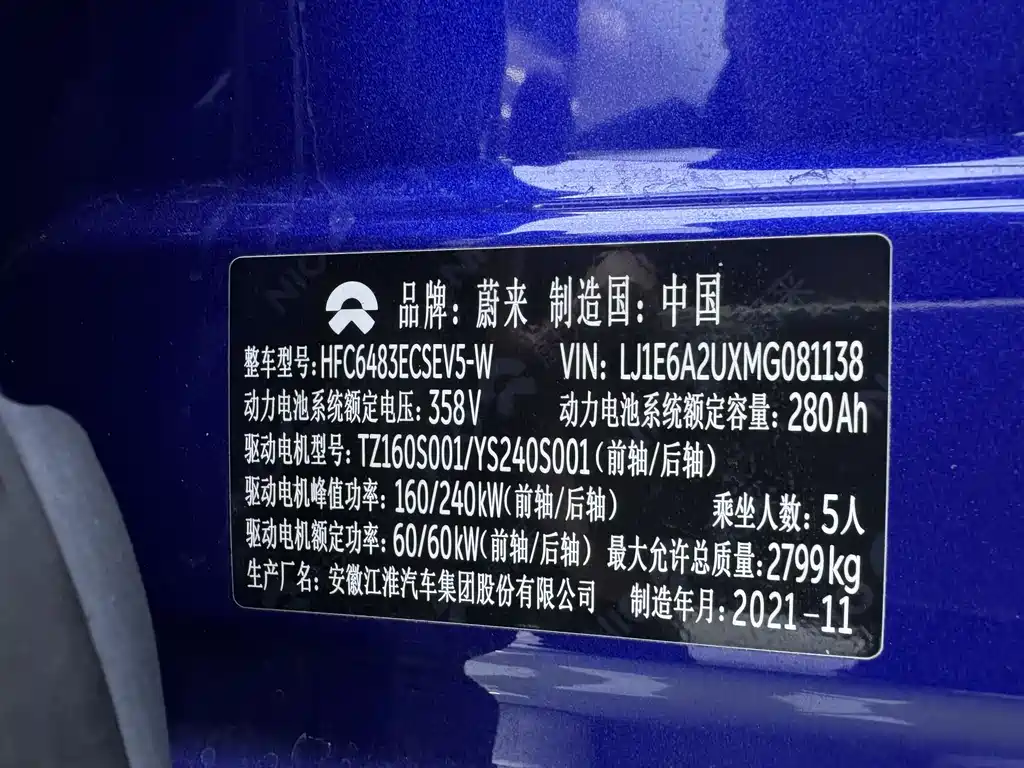 品牌：蔚来 制造国：中国
整车型号：HFC6483ECSEV5-W VIN：LJ1E6A2UXMG081138
动力电池系统额定电压：358V 动力电池系统额定容量：280Ah
驱动电机型号：TZ160S001/YS240S001（前轴/后轴）
驱动电机峰值功率：160/240kW（前轴/后轴） 乘坐人数：5人
驱动电机额定功率：60/60kW（前轴/后轴） 最大允许总质量：2799kg
生产厂名：安徽江淮汽车集团股份有限公司 制造年月：2021-11